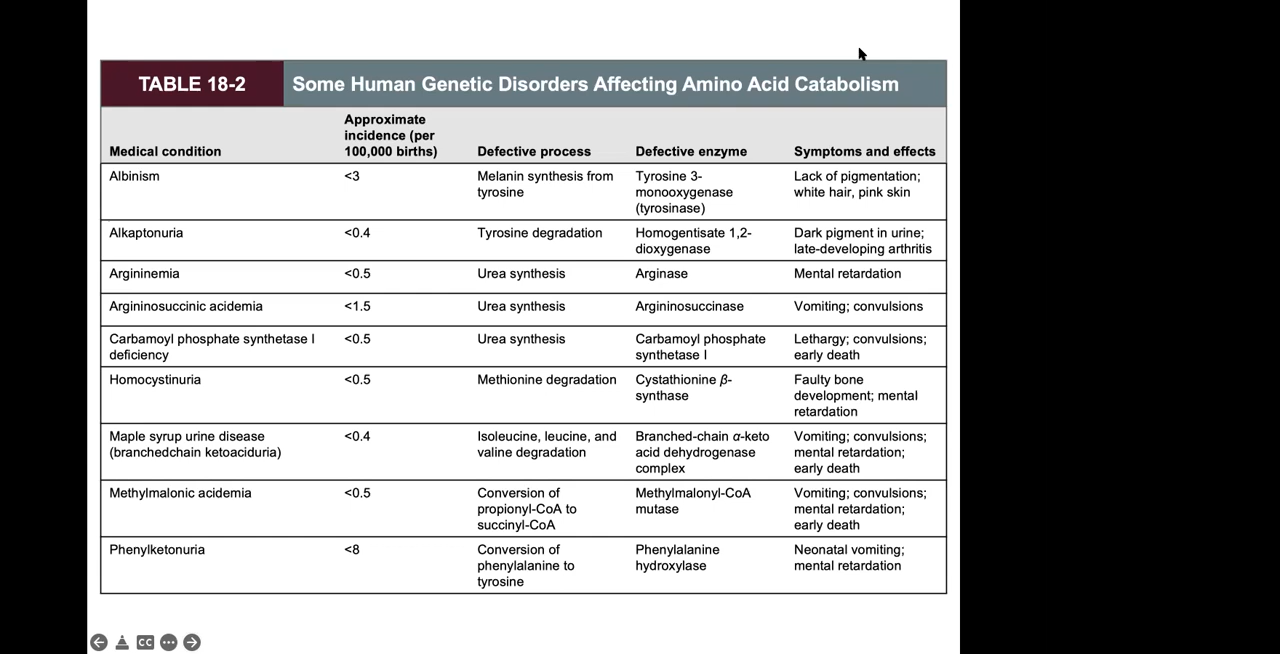 TABLE 18-2 Some Human Genetic Disorders Affecting Amino Acid Catabolism
Approximate
incidence (per
Medical condition 100,000 births) Defective process Defective enzyme Symptoms and effects
Albinism <3 Melanin synthesis from Tyrosine 3- Lack of pigmentation;
tyrosine monooxygenase white hair, pink skin
(tyrosinase)
Alkaptonuria <0.4 Tyrosine degradation Homogentisate 1,2- Dark pigment in urine;
dioxygenase late-developing arthritis
Argininemia <0.5 Urea synthesis Arginase Mental retardation
Argininosuccinic acidemia <1.5 Urea synthesis Argininosuccinase Vomiting; convulsions
Carbamoyl phosphate synthetase I <0.5 Urea synthesis Carbamoyl phosphate Lethargy; convulsions;
deficiency synthetase I early death
Homocystinuria <0.5 Methionine degradation Cystathionine β- Faulty bone
synthase development; mental
retardation
Maple syrup urine disease <0.4 Isoleucine, leucine, and Branched-chain α-keto Vomiting; convulsions;
(branchedchain ketoaciduria) valine degradation acid dehydrogenase mental retardation;
complex early death
Methylmalonic acidemia <0.5 Conversion of Methylmalonyl-CoA Vomiting; convulsions;
propionyl-CoA to mutase mental retardation;
succinyl-CoA early death
Phenylketonuria <8 Conversion of Phenylalanine Neonatal vomiting;
phenylalanine to hydroxylase mental retardation
tyrosine
CC